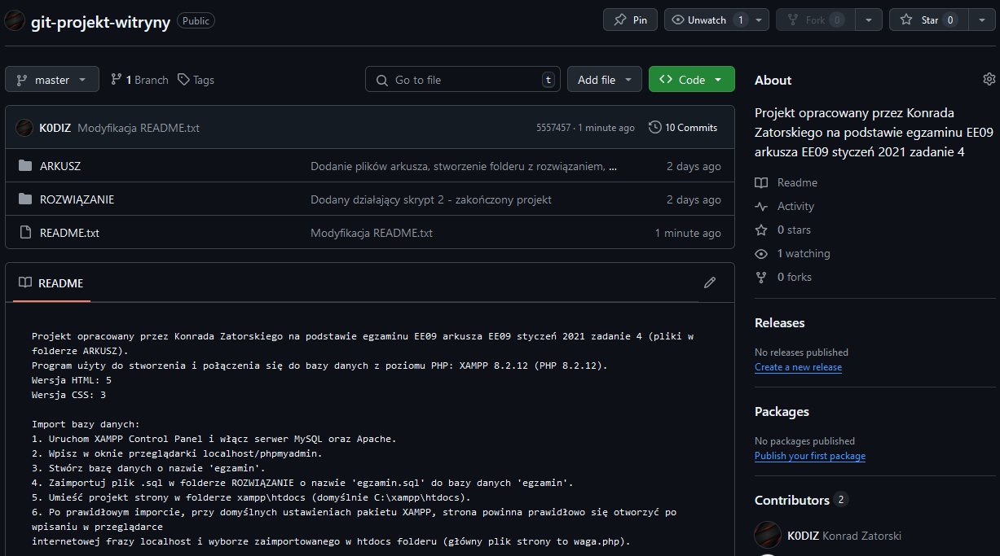 git-projekt-witryny Public Pin Unwatch 1 Fork 0 Star 0
master 1 Branch Tags Go to file t Add file Code
K0DIZ Modyfikacja README.txt 5557457 · 1 minute ago 10 Commits
ARKUSZ Dodanie plików arkusza, stworzenie folderu z rozwiązaniem, ... 2 days ago
ROZWIĄZANIE Dodany działający skrypt 2 - zakończony projekt 2 days ago
README.txt Modyfikacja README.txt 1 minute ago
README
Projekt opracowany przez Konrada Zatorskiego na podstawie egzaminu EE09 arkusza EE09 styczeń 2021 zadanie 4 (pliki w
folderze ARKUSZ).
Program użyty do stworzenia i połączenia się do bazy danych z poziomu PHP: XAMPP 8.2.12 (PHP 8.2.12).
Wersja HTML: 5
Wersja CSS: 3
Import bazy danych:
1. Uruchom XAMPP Control Panel i włącz serwer MySQL oraz Apache.
2. Wpisz w oknie przeglądarki localhost/phpmyadmin.
3. Stwórz bazę danych o nazwie 'egzamin'.
4. Zaimportuj plik .sql w folderze ROZWIĄZANIE o nazwie 'egzamin.sql' do bazy danych 'egzamin'.
5. Umieść projekt strony w folderze xampp\htdocs (domyślnie C:\xampp\htdocs).
6. Po prawidłowym imporcie, przy domyślnych ustawieniach pakietu XAMPP, strona powinna prawidłowo się otworzyć po
wpisaniu w przeglądarce
internetowej frazy localhost i wyborze zaimportowanego w htdocs folderu (główny plik strony to waga.php).
About
Projekt opracowany przez Konrada
Zatorskiego na podstawie egzaminu EE09
arkusza EE09 styczeń 2021 zadanie 4
Readme
Activity
0 stars
1 watching
0 forks
Releases
No releases published
Create a new release
Packages
No packages published
Publish your first package
Contributors 2
K0DIZ Konrad Zatorski